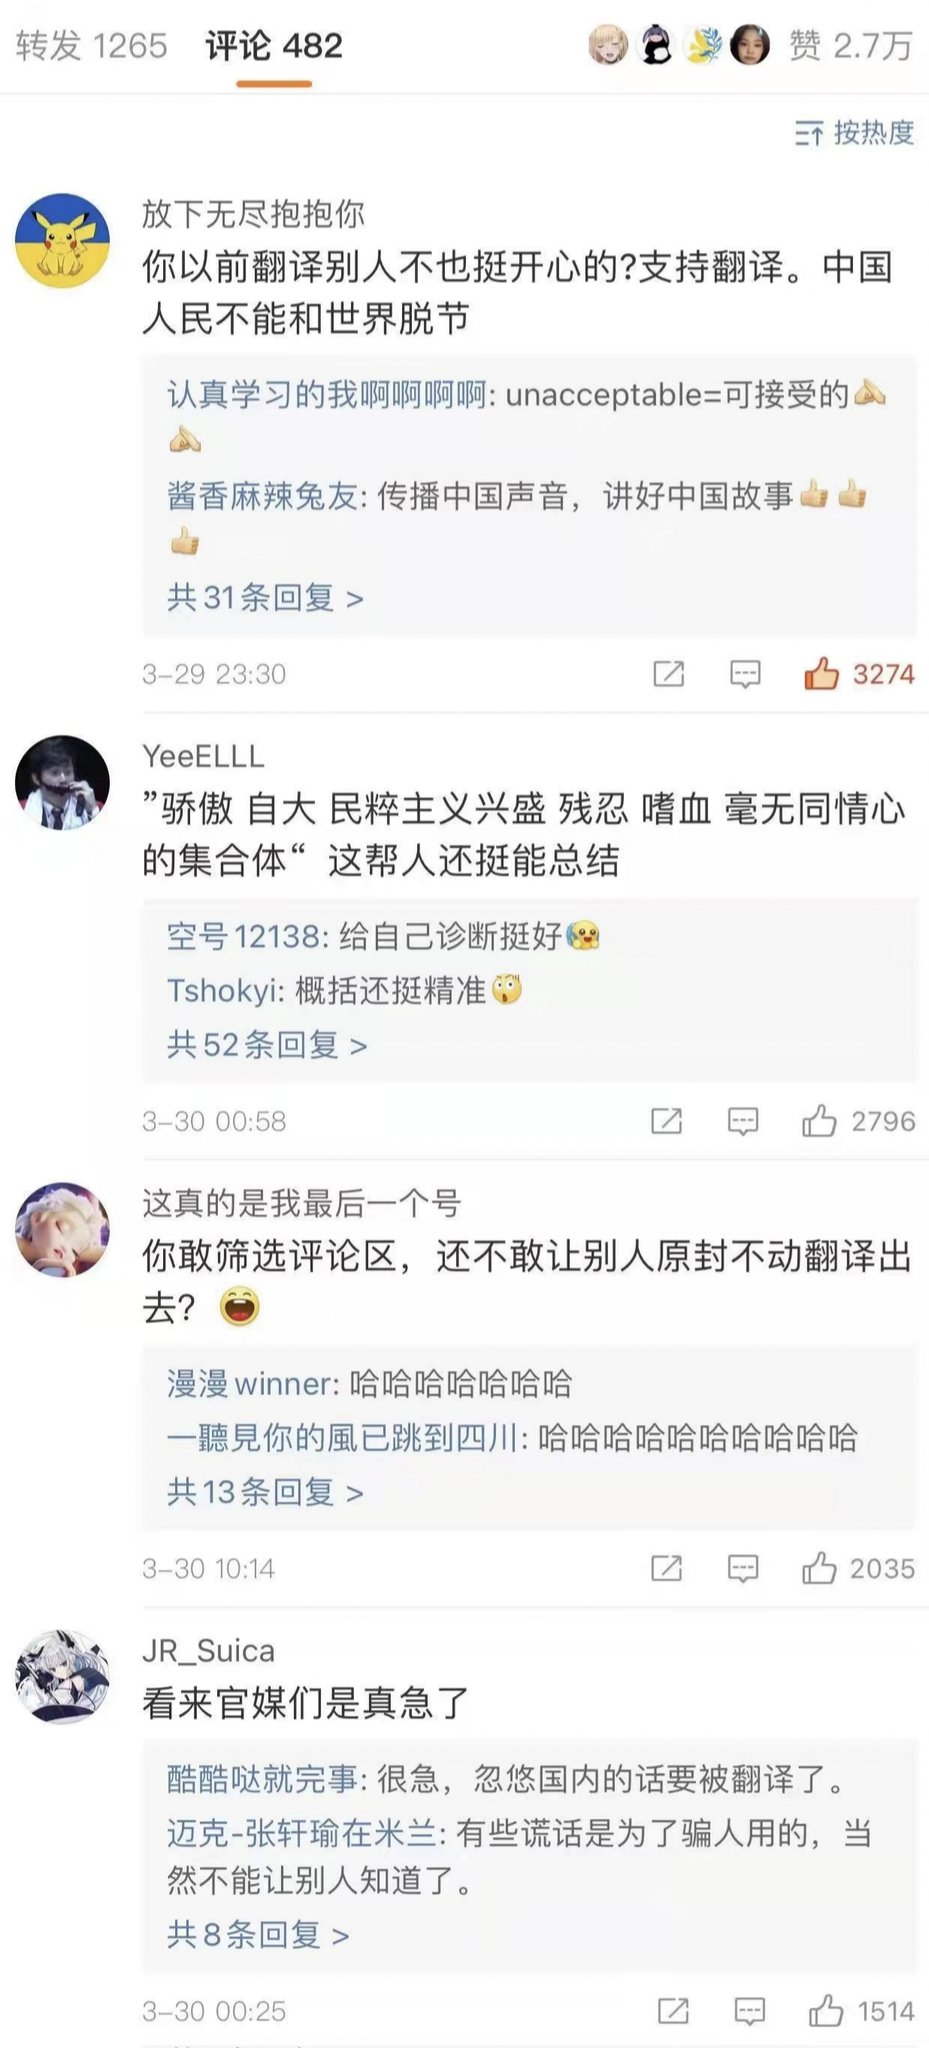 转发 1265 评论 482 赞 2.7万
按热度
放下无尽抱抱你
你以前翻译别人不也挺开心的?支持翻译。中国
人民不能和世界脱节
认真学习的我啊啊啊啊: unacceptable=可接受的
酱香麻辣兔友: 传播中国声音，讲好中国故事
共31条回复 >
3-29 23:30 3274
YeeELLL
”骄傲 自大 民粹主义兴盛 残忍 嗜血 毫无同情心
的集合体“ 这帮人还挺能总结
空号12138: 给自己诊断挺好
Tshokyi: 概括还挺精准
共52条回复 >
3-30 00:58 2796
这真的是我最后一个号
你敢筛选评论区，还不敢让别人原封不动翻译出
去？
漫漫winner: 哈哈哈哈哈哈哈
一聽見你的風已跳到四川: 哈哈哈哈哈哈哈哈哈哈
共13条回复 >
3-30 10:14 2035
JR_Suica
看来官媒们是真急了
酷酷哒就完事: 很急，忽悠国内的话要被翻译了。
迈克-张轩瑜在米兰: 有些谎话是为了骗人用的，当
然不能让别人知道了。
共8条回复 >
3-30 00:25 1514